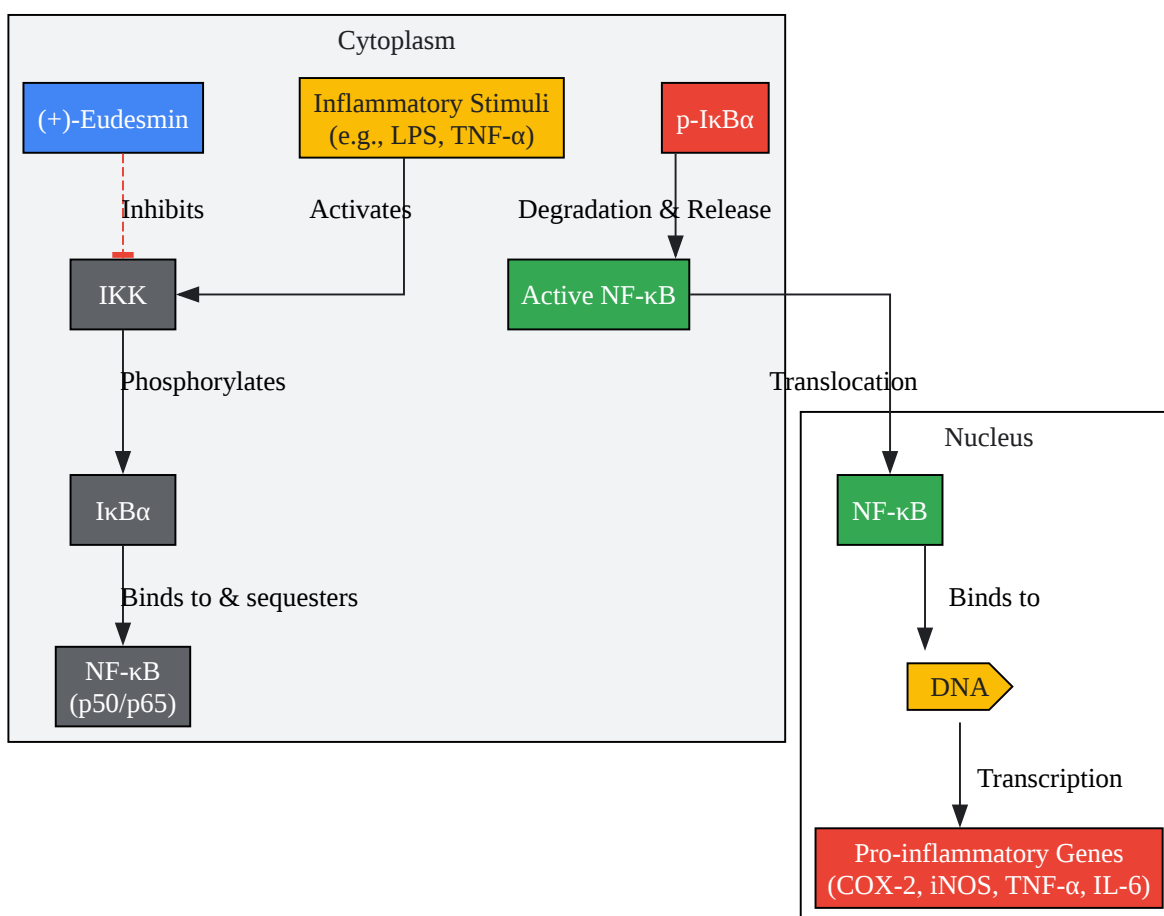 Cytoplasm
(+)-Eudesmin
Inflammatory Stimuli
(e.g., LPS, TNF-α)
p-IκBα
Inhibits
Activates
Degradation & Release
IKK
Active NF-κB
Phosphorylates
Translocation
Nucleus
IκBα
NF-κB
Binds to & sequesters
Binds to
NF-κB
(p50/p65)
DNA
Transcription
Pro-inflammatory Genes
(COX-2, iNOS, TNF-α, IL-6)